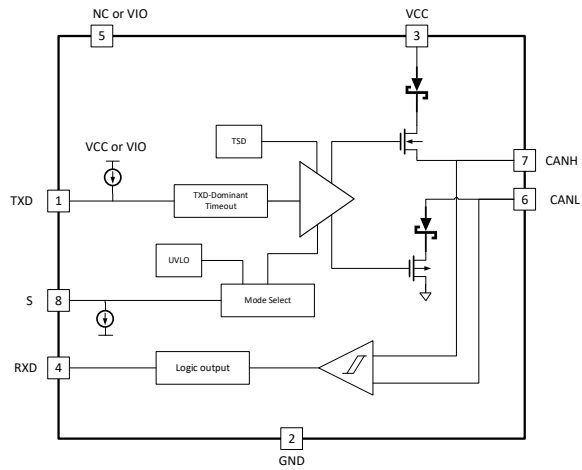 NC or VIO
VCC
5
3
TSD
VCC or VIO
7
CANH
TXD
1
TXD-Dominant
Timeout
6
CANL
UVLO
S
8
Mode Select
RXD
4
Logic output
2
GND